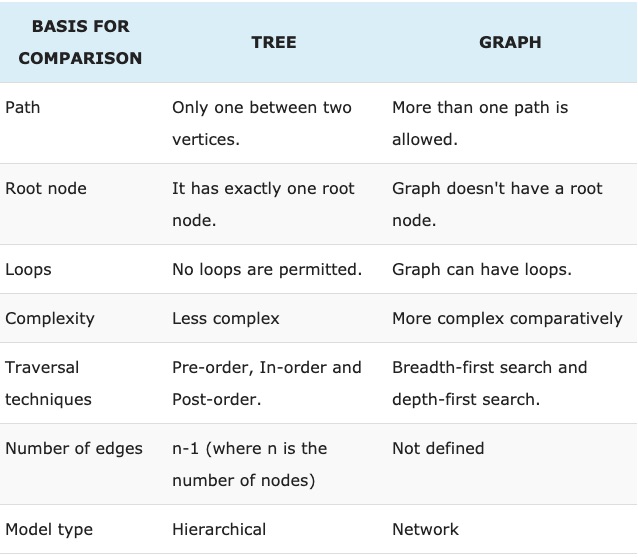 BASIS FOR
COMPARISON
TREE
GRAPH
Path
Only one between two
vertices.
More than one path is
allowed.
Root node
It has exactly one root
node.
Graph doesn't have a root
node.
Loops
No loops are permitted.
Graph can have loops.
Complexity
Less complex
More complex comparatively
Traversal
techniques
Pre-order, In-order and
Post-order.
Breadth-first search and
depth-first search.
Number of edges
n-1 (where n is the
number of nodes)
Not defined
Model type
Hierarchical
Network